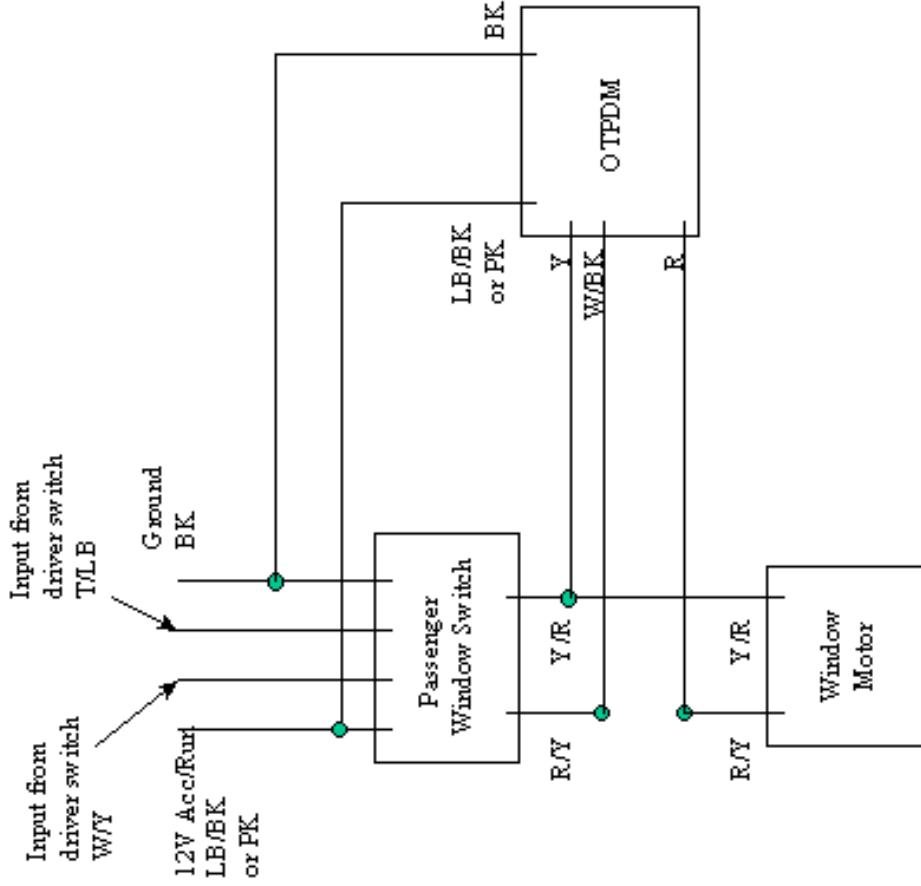 Input from
driver switch
T/LB
Ground
BK
Input from
driver switch
W/Y
12V Acc/Run
LB/BK
or PK
BK
OTPDM
LB/BK
or PK
Y
W/BK
R
Passenger
Window Switch
Y/R
R/Y
Y/R
R/Y
Window
Motor